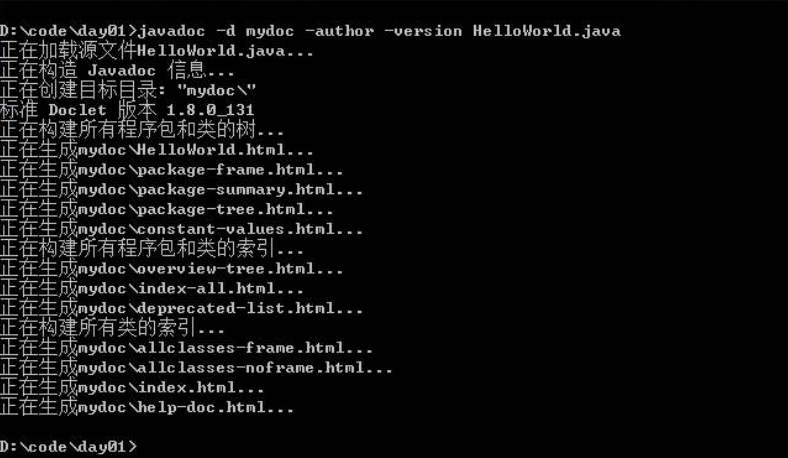 D:\code\day01>javadoc -d mydoc -author -version HelloWorld.java
正在加载源文件HelloWorld.java...
正在构造 Javadoc 信息...
正在创建目标目录: "mydoc\"
标准 Doclet 版本 1.8.0_131
正在构建所有程序包和类的树...
正在生成mydoc\HelloWorld.html...
正在生成mydoc\package-frame.html...
正在生成mydoc\package-summary.html...
正在生成mydoc\package-tree.html...
正在生成mydoc\constant-values.html...
正在构建所有程序包和类的索引...
正在生成mydoc\overview-tree.html...
正在生成mydoc\index-all.html...
正在生成mydoc\deprecated-list.html...
正在构建所有类的索引...
正在生成mydoc\allclasses-frame.html...
正在生成mydoc\allclasses-noframe.html...
正在生成mydoc\index.html...
正在生成mydoc\help-doc.html...
D:\code\day01>